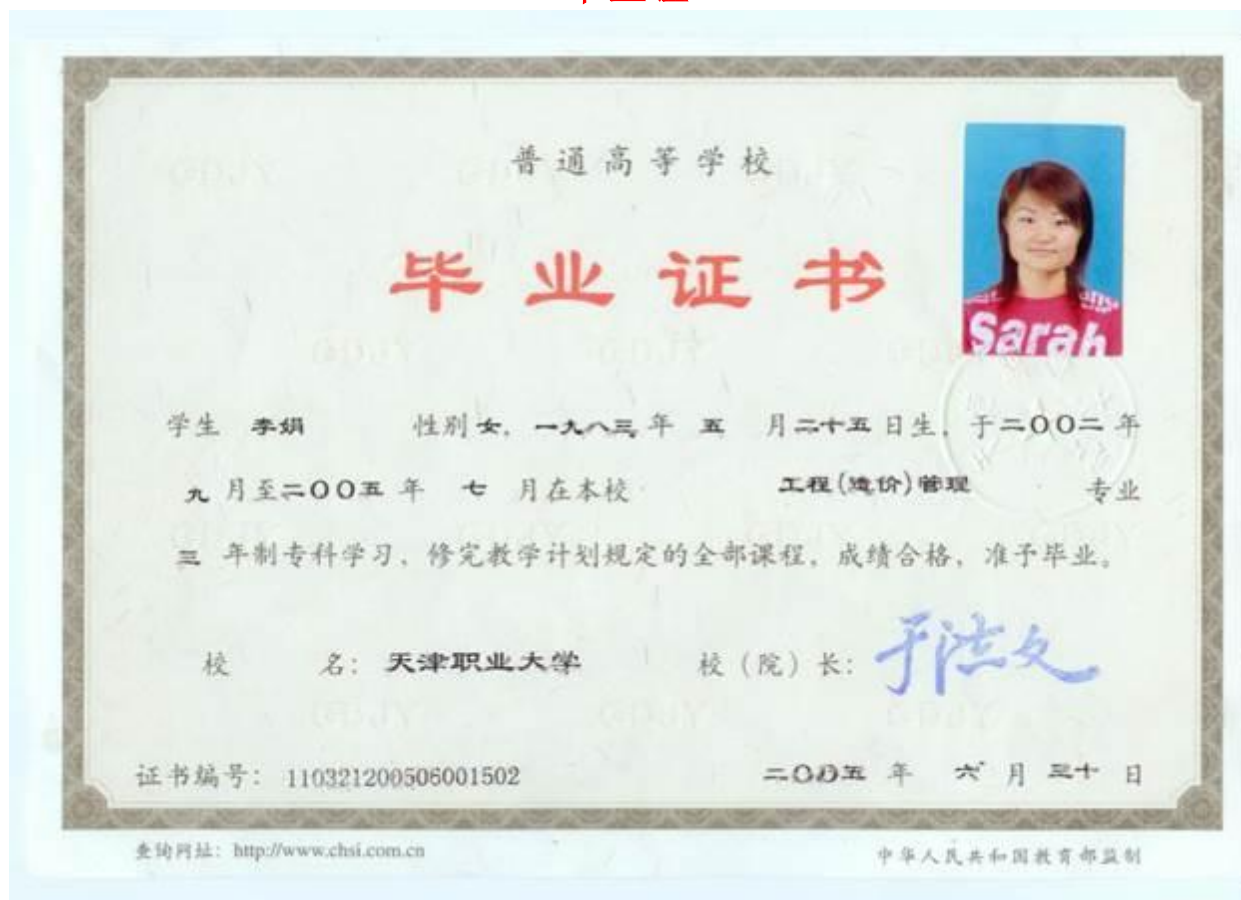 普通高等学校
毕业证书
Sarah
学生 李娟 性别 女, 一九八三 年 五 月 二十五 日生, 于 二OO二 年
九 月至 二OO五 年 七 月在本校 工程(造价)管理 专业
三 年制专科学习, 修完教学计划规定的全部课程, 成绩合格, 准予毕业。
校 名: 天津职业大学 校(院)长:
证书编号: 110321200506001502 二OO五 年 六 月 三十 日
查询网址: http://www.chsi.com.cn 中华人民共和国教育部监制